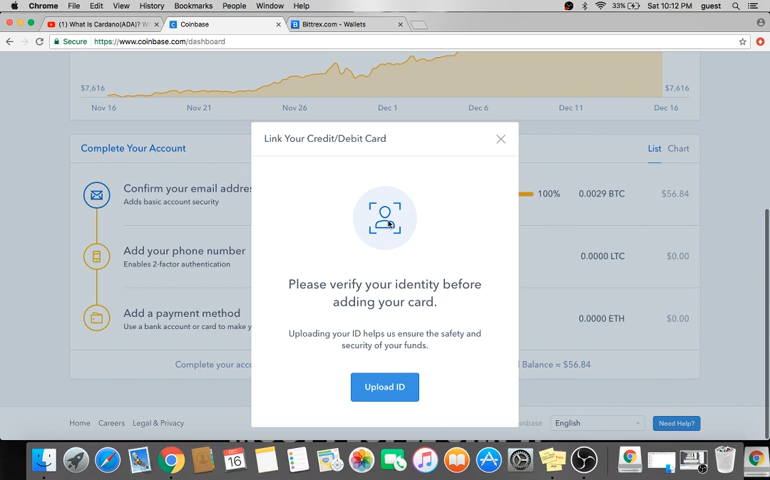 Chrome File Edit View History Bookmarks People Window Help 33% Sat 10:12 PM guest
(1) What Is Cardano(ADA)? W
Coinbase
Bittrex.com - Wallets
Secure https://www.coinbase.com/dashboard
$7,616 $7,616
Nov 16 Nov 21 Nov 26 Dec 1 Dec 6 Dec 11 Dec 16
Complete Your Account
List Chart
Confirm your email addres
Adds basic account security
100% 0.0029 BTC $56.84
Add your phone number
Enables 2-factor authentication
0.0000 LTC $0.00
Add a payment method
Use a bank account or card to make y
0.0000 ETH $0.00
Complete your accou
Balance = $56.84
Link Your Credit/Debit Card
Please verify your identity before
adding your card.
Uploading your ID helps us ensure the safety and
security of your funds.
Upload ID
Home Careers Legal & Privacy
inbase English Need Help?
DEC
16